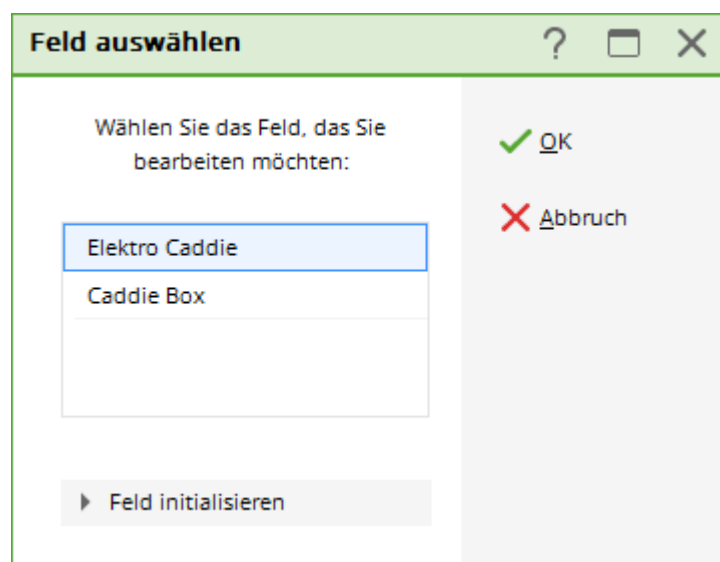 Feld auswählen
Wählen Sie das Feld, das Sie
bearbeiten möchten:
OK
Abbruch
Elektro Caddie
Caddie Box
Feld initialisieren